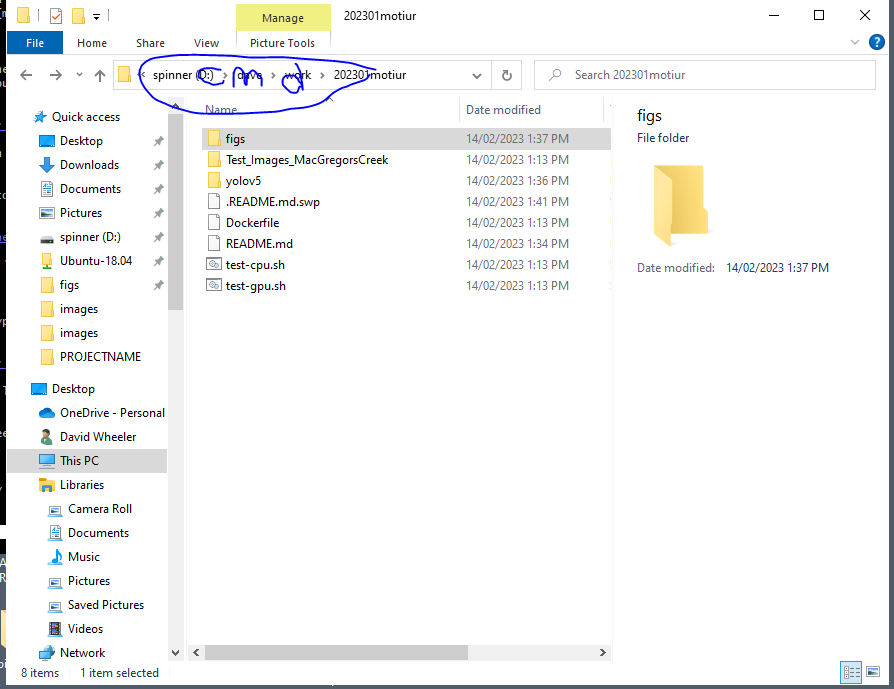 Manage
202301motiur
File
Home
Share
View
Picture Tools
spinner (D:) dave work 202301motiur
cmd
Search 202301motiur
Name
Date modified
Quick access
Desktop
Downloads
Documents
Pictures
spinner (D:)
Ubuntu-18.04
figs
images
images
PROJECTNAME
Desktop
OneDrive - Personal
David Wheeler
This PC
Libraries
Camera Roll
Documents
Music
Pictures
Saved Pictures
Videos
Network
figs 14/02/2023 1:37 PM
Test_Images_MacGregorsCreek 14/02/2023 1:13 PM
yolov5 14/02/2023 1:36 PM
.README.md.swp 14/02/2023 1:41 PM
Dockerfile 14/02/2023 1:13 PM
README.md 14/02/2023 1:34 PM
test-cpu.sh 14/02/2023 1:13 PM
test-gpu.sh 14/02/2023 1:13 PM
figs
File folder
Date modified: 14/02/2023 1:37 PM
8 items
1 item selected